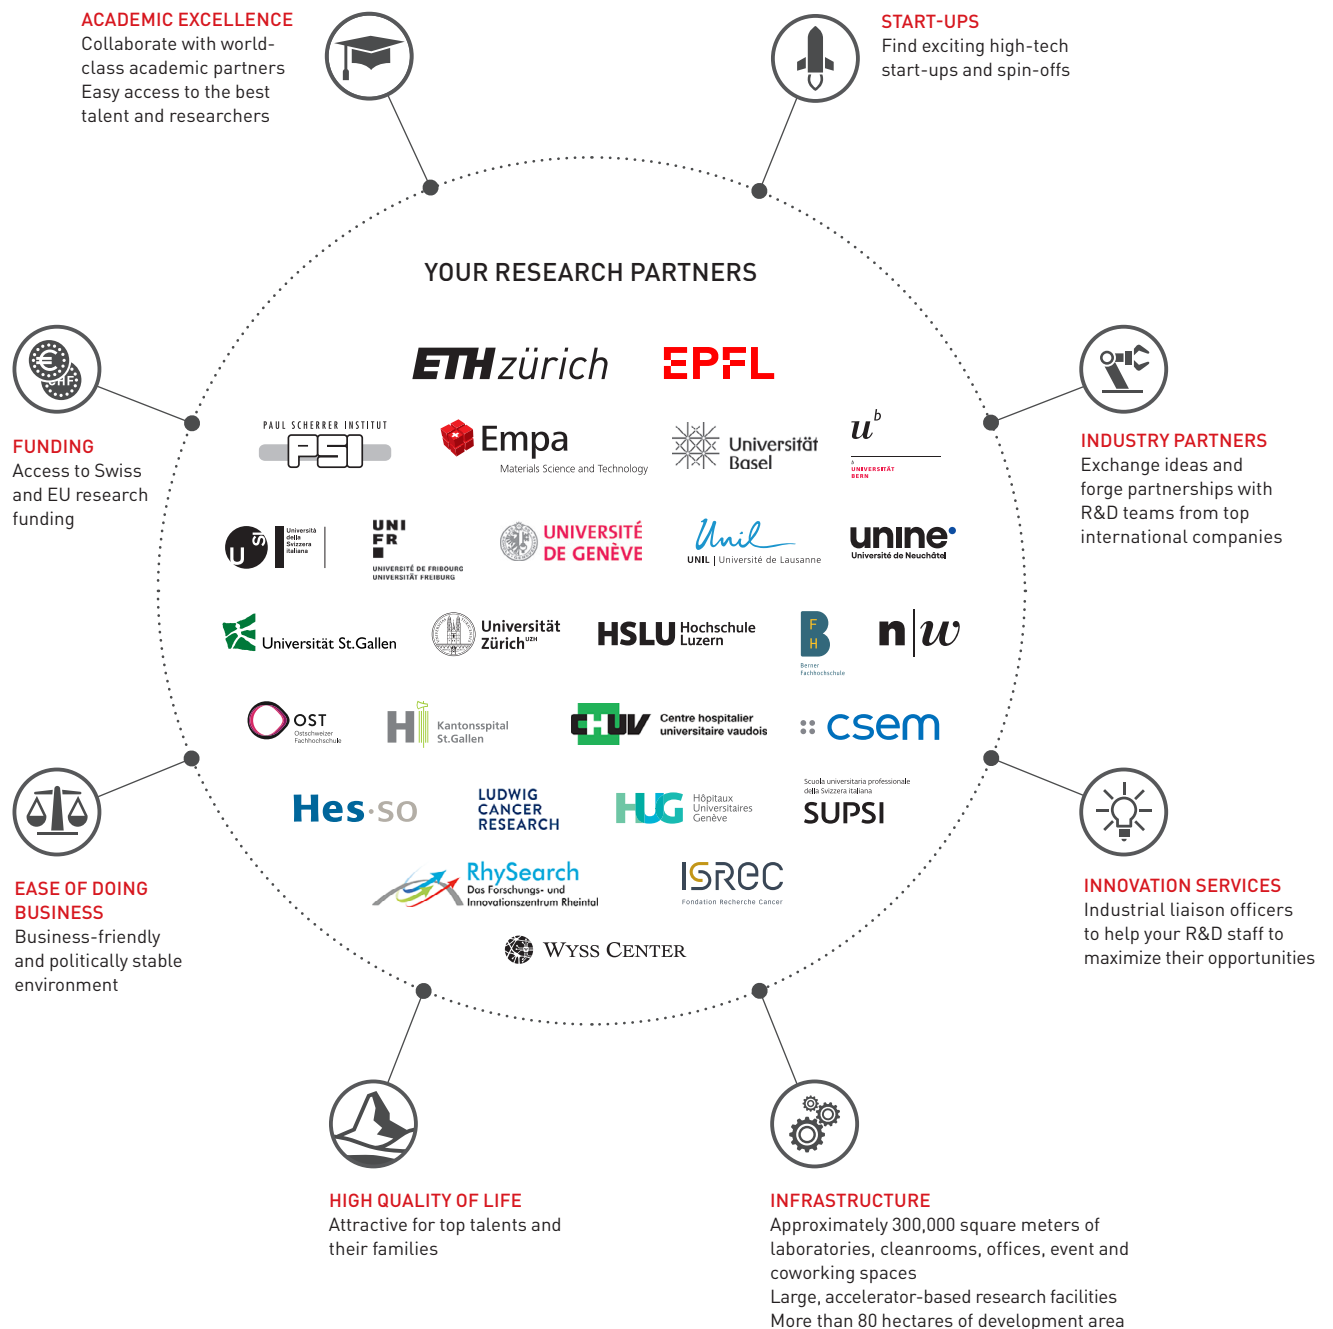 ACADEMIC EXCELLENCE
Collaborate with world-
class academic partners
Easy access to the best
talent and researchers
START-UPS
Find exciting high-tech
start-ups and spin-offs
YOUR RESEARCH PARTNERS
ETH zürich
EPFL
PAUL SCHERRER INSTITUT
PSI
Empa
Materials Science and Technology
Universität
Basel
u b
b
UNIVERSITÄT
BERN
FUNDING
Access to Swiss
and EU research
funding
€
CHF
INDUSTRY PARTNERS
Exchange ideas and
forge partnerships with
R&D teams from top
international companies
USI
Università
della
Svizzera
italiana
UNI
FR
UNIVERSITÉ DE FRIBOURG
UNIVERSITÄT FREIBURG
UNIVERSITÉ
DE GENÈVE
Unil
UNIL | Université de Lausanne
unine
Université de Neuchâtel
Universität St.Gallen
Universität
Zürich UZH
HSLU Hochschule
Luzern
B
F
H
Berner
Fachhochschule
n|w
OST
Ostschweizer
Fachhochschule
H
Kantonsspital
St.Gallen
CHUV
Centre hospitalier
universitaire vaudois
csem
Hes·so
LUDWIG
CANCER
RESEARCH
HUG
Hôpitaux
Universitaires
Genève
Scuola universitaria professionale
della Svizzera italiana
SUPSI
RhySearch
Das Forschungs- und
Innovationszentrum Rheintal
ISREC
Fondation Recherche Cancer
WYSS CENTER
EASE OF DOING
BUSINESS
Business-friendly
and politically stable
environment
INNOVATION SERVICES
Industrial liaison officers
to help your R&D staff to
maximize their opportunities
HIGH QUALITY OF LIFE
Attractive for top talents and
their families
INFRASTRUCTURE
Approximately 300,000 square meters of
laboratories, cleanrooms, offices, event and
coworking spaces
Large, accelerator-based research facilities
More than 80 hectares of development area